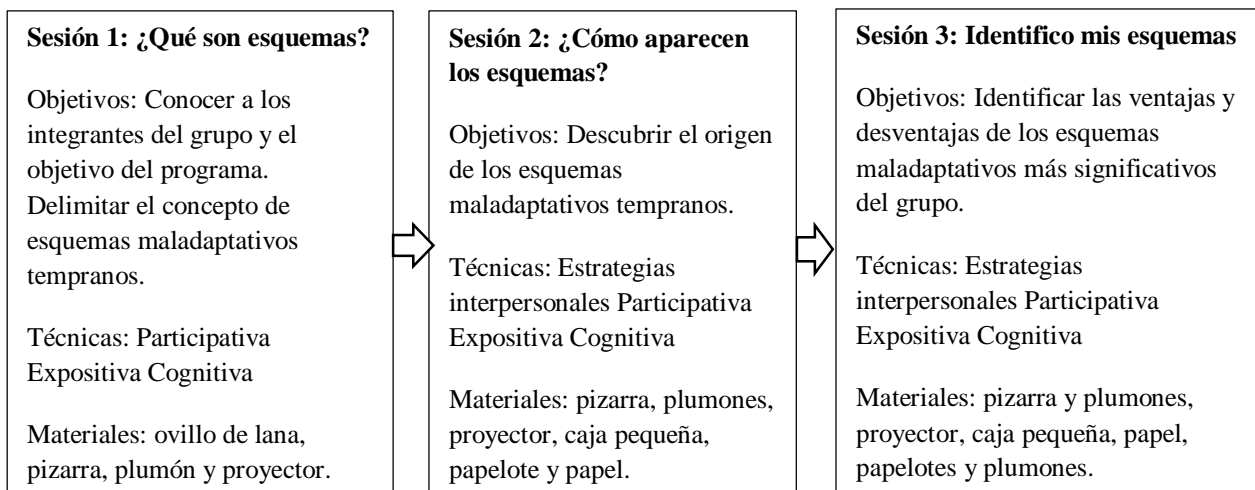 Sesión 1: ¿Qué son esquemas?
Objetivos: Conocer a los
integrantes del grupo y el
objetivo del programa.
Delimitar el concepto de
esquemas maladaptativos
tempranos.
Técnicas: Participativa
Expositiva Cognitiva
Materiales: ovillo de lana,
pizarra, plumón y proyector.
Sesión 2: ¿Cómo aparecen
los esquemas?
Objetivos: Descubrir el origen
de los esquemas
maladaptativos tempranos.
Técnicas: Estrategias
interpersonales Participativa
Expositiva Cognitiva
Materiales: pizarra, plumones,
proyector, caja pequeña,
papelote y papel.
Sesión 3: Identifico mis esquemas
Objetivos: Identificar las ventajas y
desventajas de los esquemas
maladaptativos más significativos
del grupo.
Técnicas: Estrategias
interpersonales Participativa
Expositiva Cognitiva
Materiales: pizarra y plumones,
proyector, caja pequeña, papel,
papelotes y plumones.